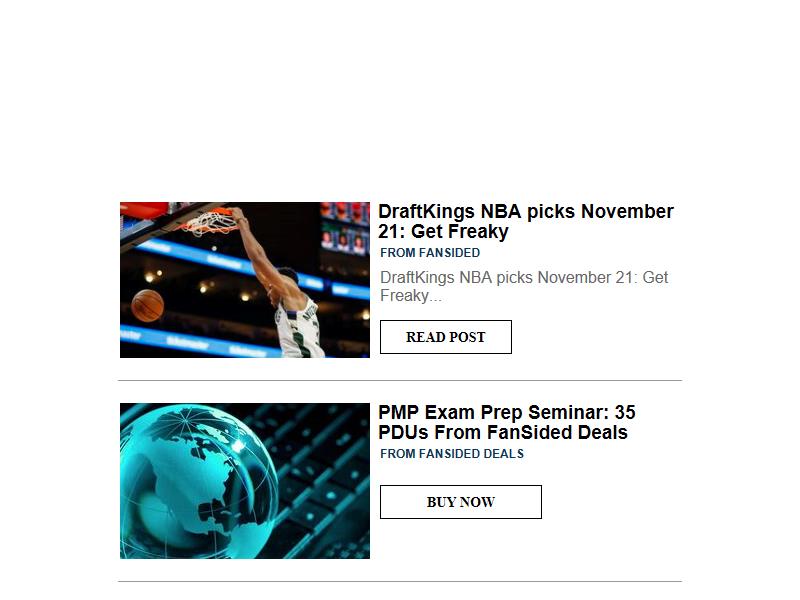 DraftKings NBA picks November
21: Get Freaky
FROM FANSIDED
DraftKings NBA picks November 21: Get
Freaky...
READ POST
PMP Exam Prep Seminar: 35
PDUs From FanSided Deals
FROM FANSIDED DEALS
BUY NOW